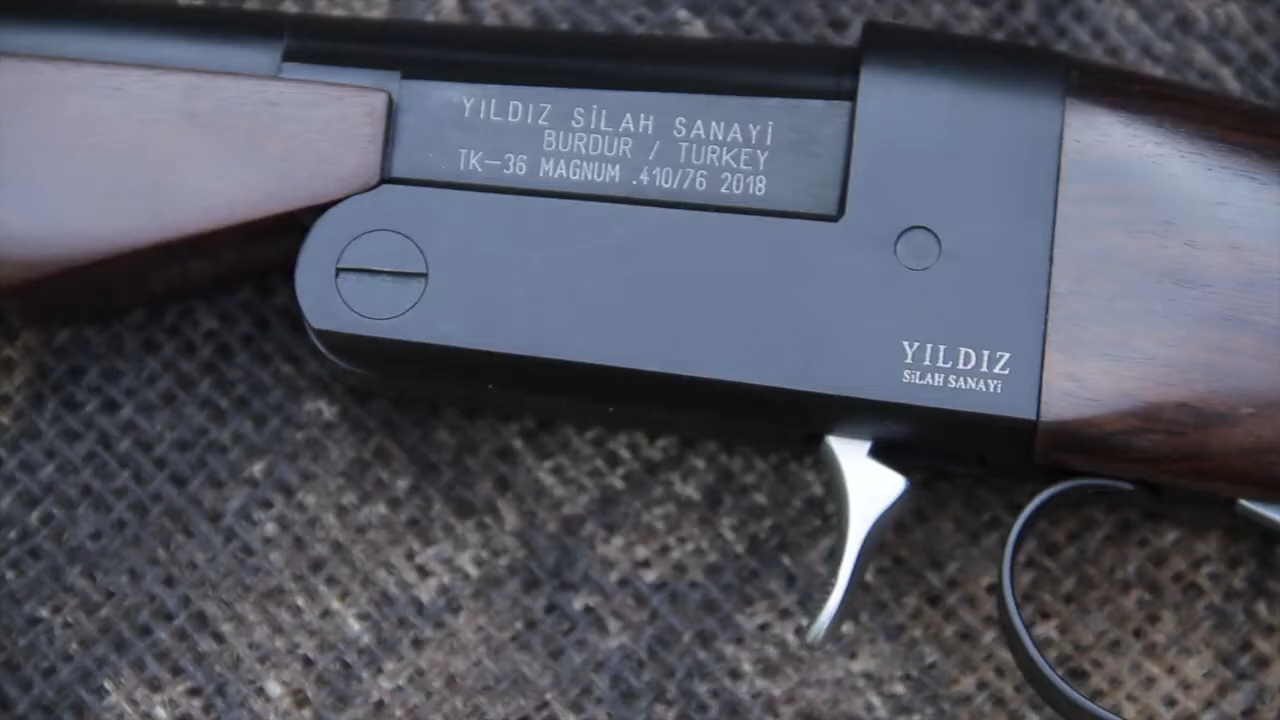 YILDIZ SİLAH SANAYİ
BURDUR / TURKEY
TK-36 MAGNUM .410/76 2018
YILDIZ
SİLAH SANAYİ